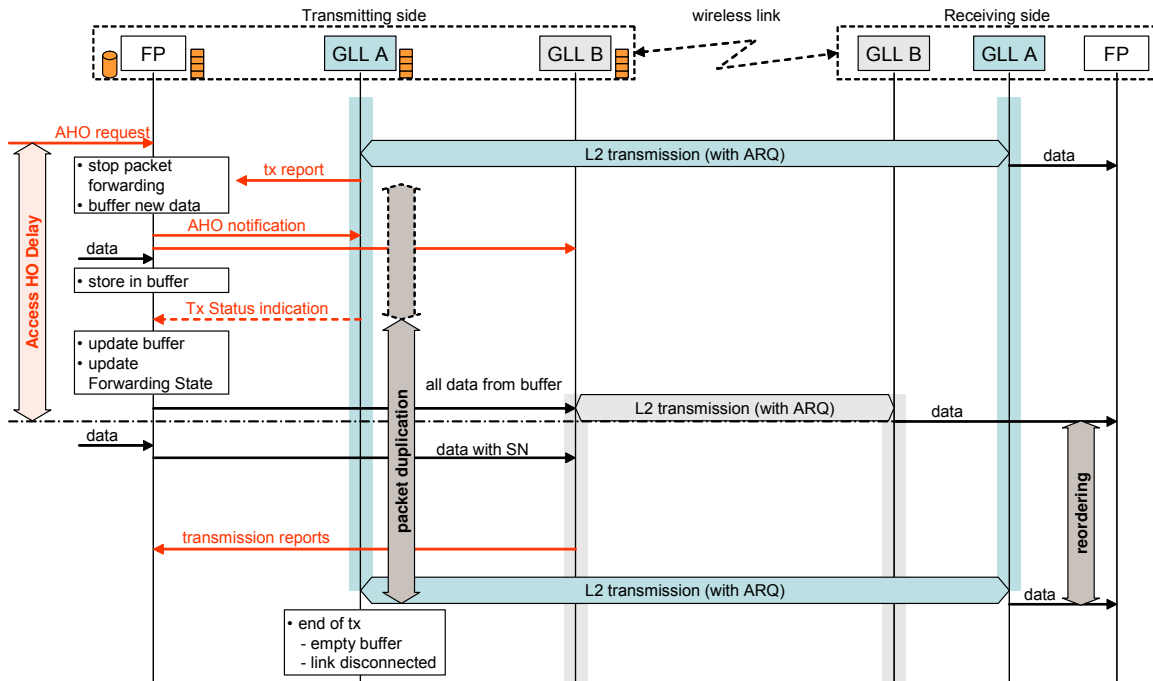 Transmitting side
wireless link
Receiving side
FP
GLL A
GLL B
GLL B
GLL A
FP
AHO request
L2 transmission (with ARQ)
data
• stop packet
forwarding
• buffer new data
tx report
AHO notification
data
• store in buffer
Access HO Delay
Tx Status indication
• update buffer
• update
Forwarding State
all data from buffer
L2 transmission (with ARQ)
data
data
data with SN
packet duplication
reordering
transmission reports
L2 transmission (with ARQ)
data
• end of tx
- empty buffer
- link disconnected